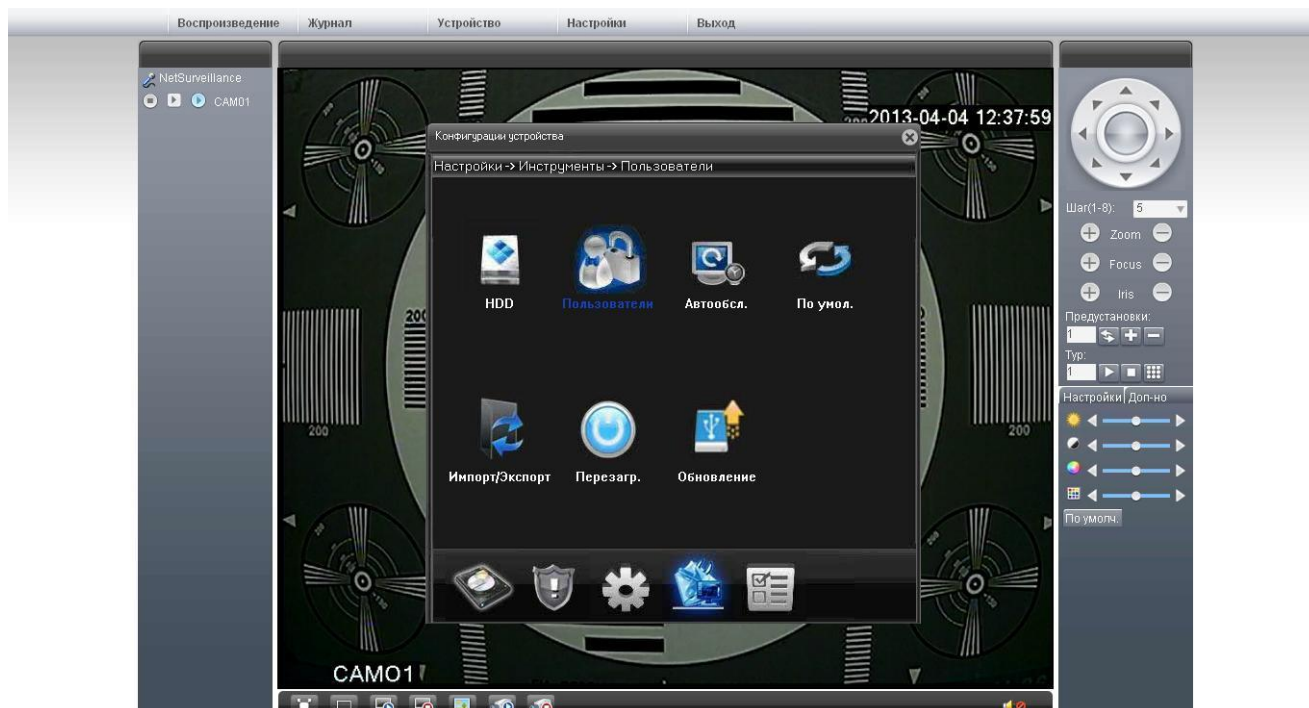 Воспроизведение Журнал Устройство Настройки Выход
NetSurveillance
CAM01
2013-04-04 12:37:59
Конфигурации устройства
Настройки -> Инструменты -> Пользователи
HDD Пользователи Автообсл. По умол.
Импорт/Экспорт Перезагр. Обновление
200
200
200
CAM01
Шаг(1-8): 5
Zoom
Focus
Iris
Предустановки:
1
Тур:
1
Настройки Доп-но
По умолч.